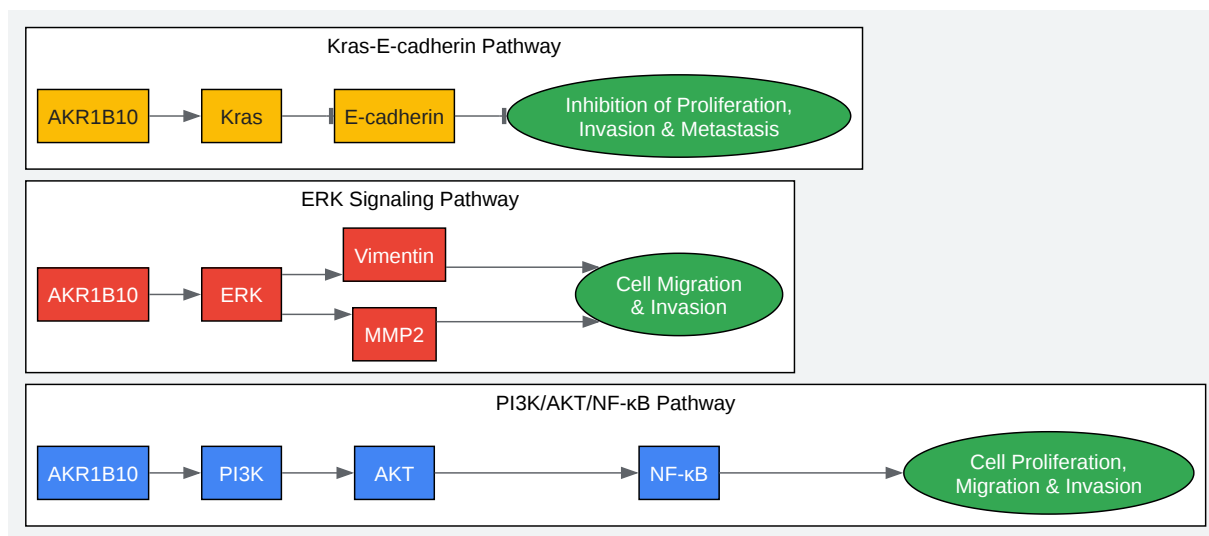 Kras-E-cadherin Pathway
AKR1B10
Kras
E-cadherin
Inhibition of Proliferation,
Invasion & Metastasis
ERK Signaling Pathway
AKR1B10
ERK
Vimentin
MMP2
Cell Migration
& Invasion
PI3K/AKT/NF-κB Pathway
AKR1B10
PI3K
AKT
NF-κB
Cell Proliferation,
Migration & Invasion